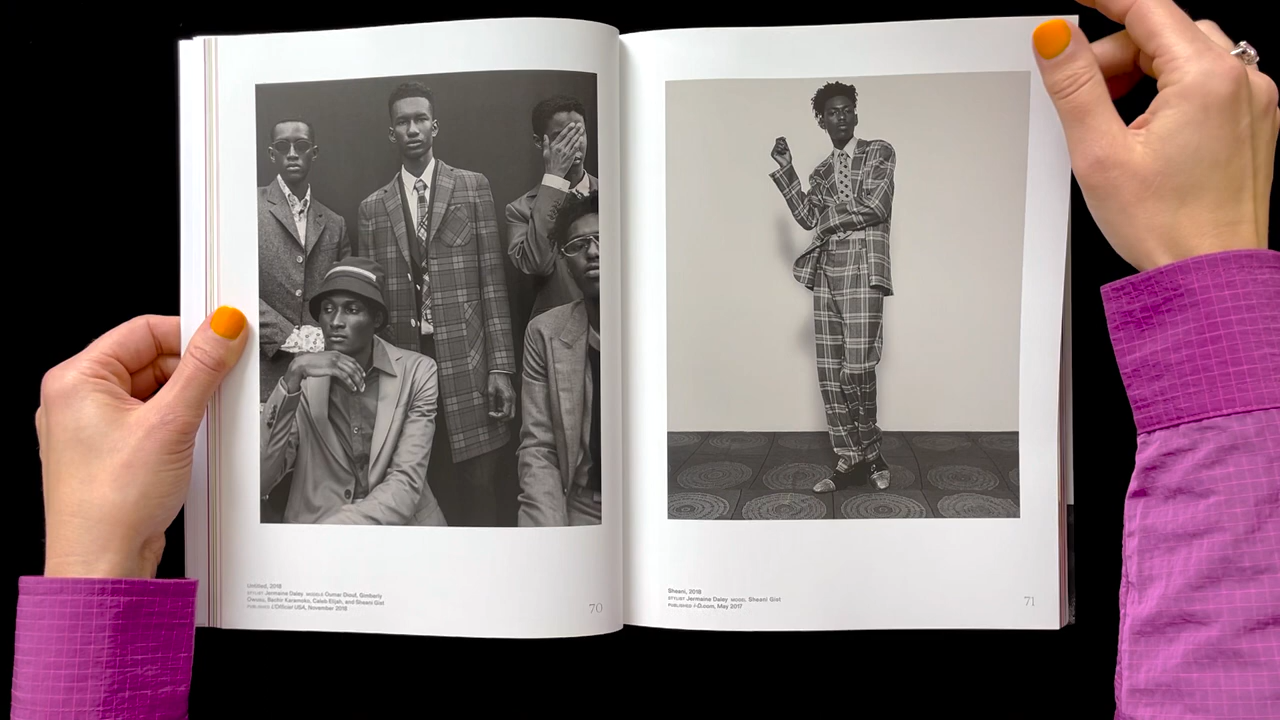 Untitled, 2018
STYLIST Jermaine Daley MODELS Oumar Diouf, Gimberly
Owusu, Bachir Karamoko, Caleb Elijah, and Sheani Gist
PUBLISHED L'Officiel USA, November 2018
70
Sheani, 2018
STYLIST Jermaine Daley MODEL Sheani Gist
PUBLISHED i-D.com, May 2017
71